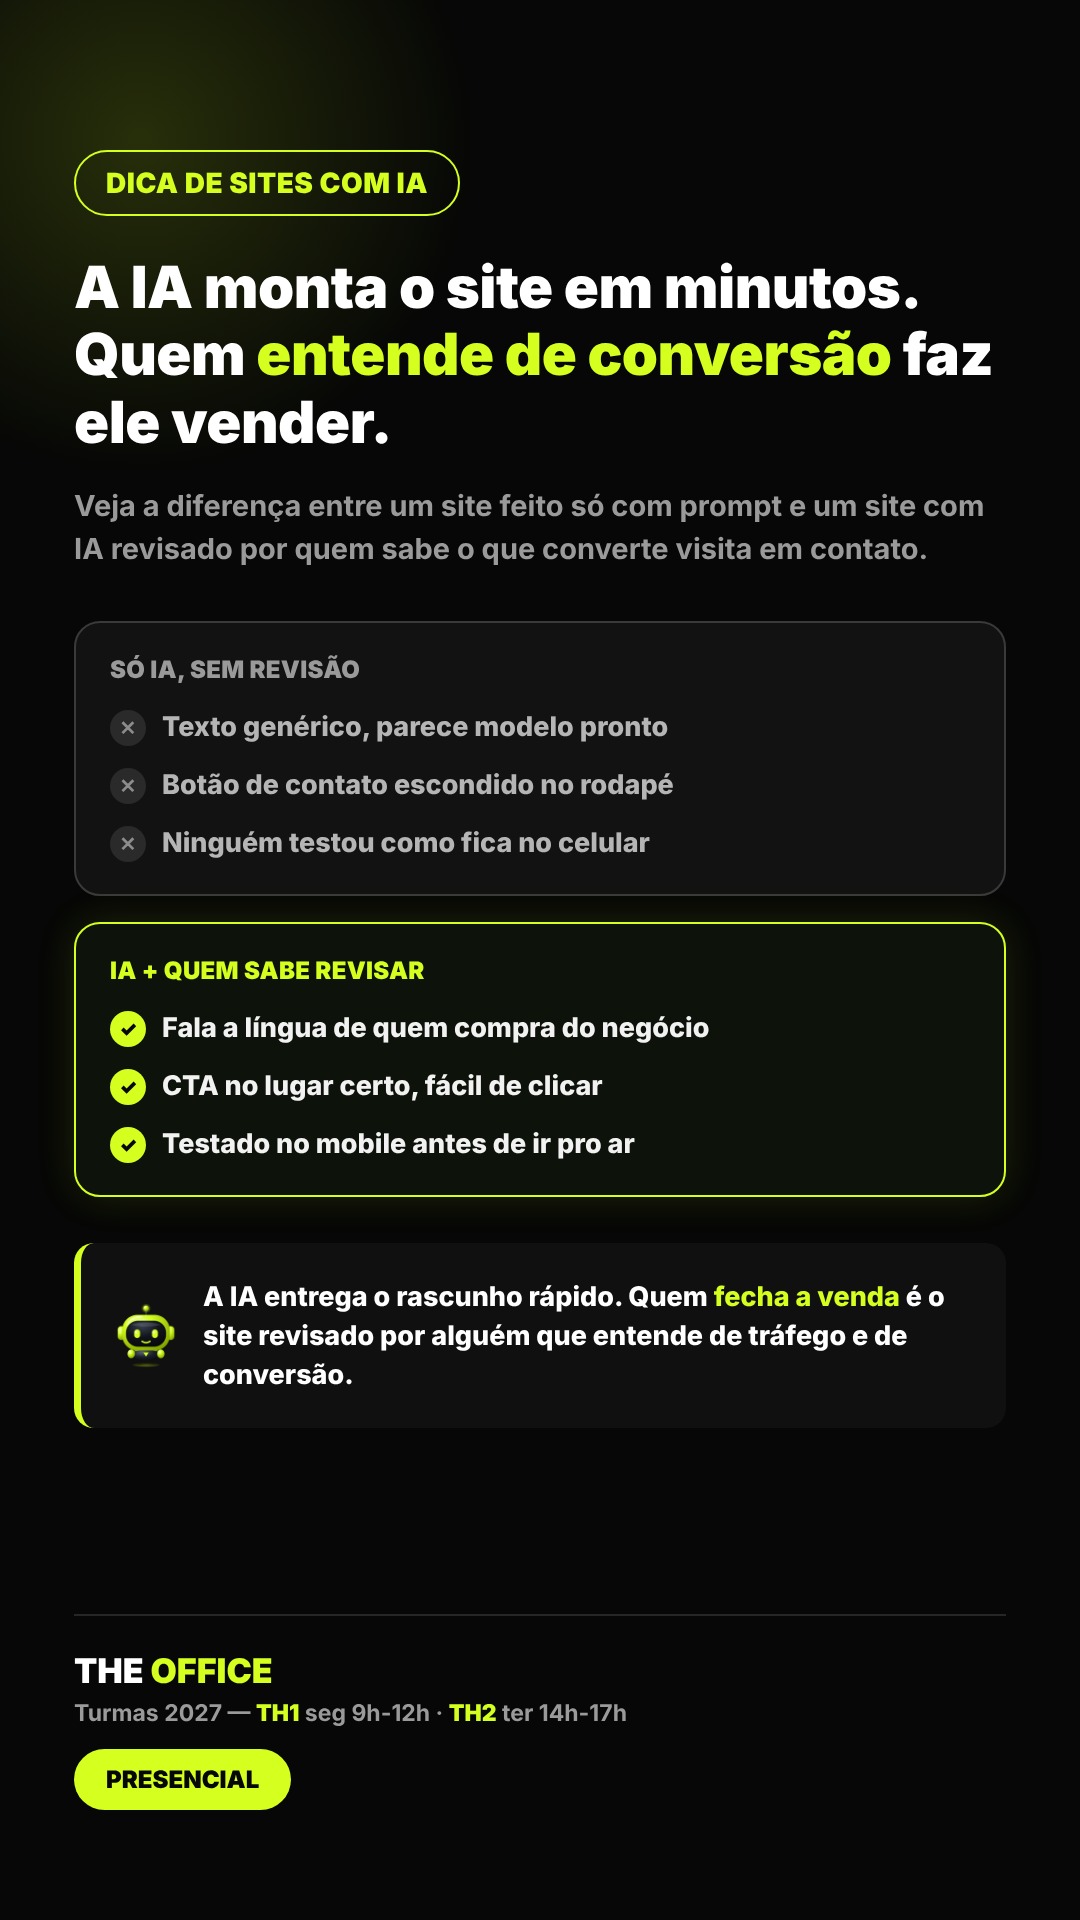 DICA DE SITES COM IA
A IA monta o site em minutos.
Quem entende de conversão faz
ele vender.
Veja a diferença entre um site feito só com prompt e um site com
IA revisado por quem sabe o que converte visita em contato.
SÓ IA, SEM REVISÃO
Texto genérico, parece modelo pronto
Botão de contato escondido no rodapé
Ninguém testou como fica no celular
IA + QUEM SABE REVISAR
Fala a língua de quem compra do negócio
CTA no lugar certo, fácil de clicar
Testado no mobile antes de ir pro ar
A IA entrega o rascunho rápido. Quem fecha a venda é o
site revisado por alguém que entende de tráfego e de
conversão.
THE OFFICE
Turmas 2027 — TH1 seg 9h-12h · TH2 ter 14h-17h
PRESENCIAL